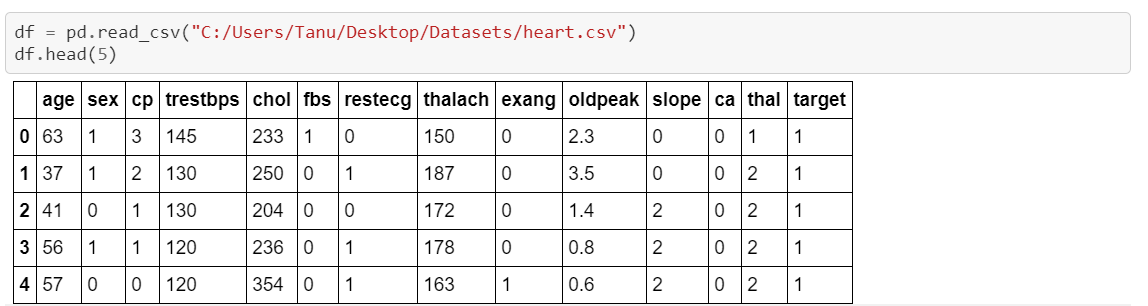 df = pd.read_csv("C:/Users/Tanu/Desktop/Datasets/heart.csv")
df.head(5)
age sex cp trestbps chol fbs restecg thalach exang oldpeak slope ca thal target
0 63 1 3 145 233 1 0 150 0 2.3 0 0 1 1
1 37 1 2 130 250 0 1 187 0 3.5 0 0 2 1
2 41 0 1 130 204 0 0 172 0 1.4 2 0 2 1
3 56 1 1 120 236 0 1 178 0 0.8 2 0 2 1
4 57 0 0 120 354 0 1 163 1 0.6 2 0 2 1